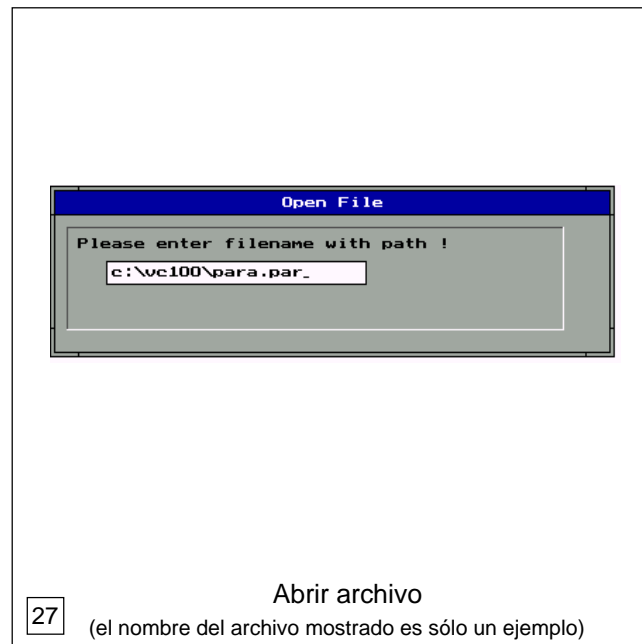 Open File
Please enter filename with path !
c:\vc100\para.par_
Abrir archivo
27
(el nombre del archivo mostrado es sólo un ejemplo)